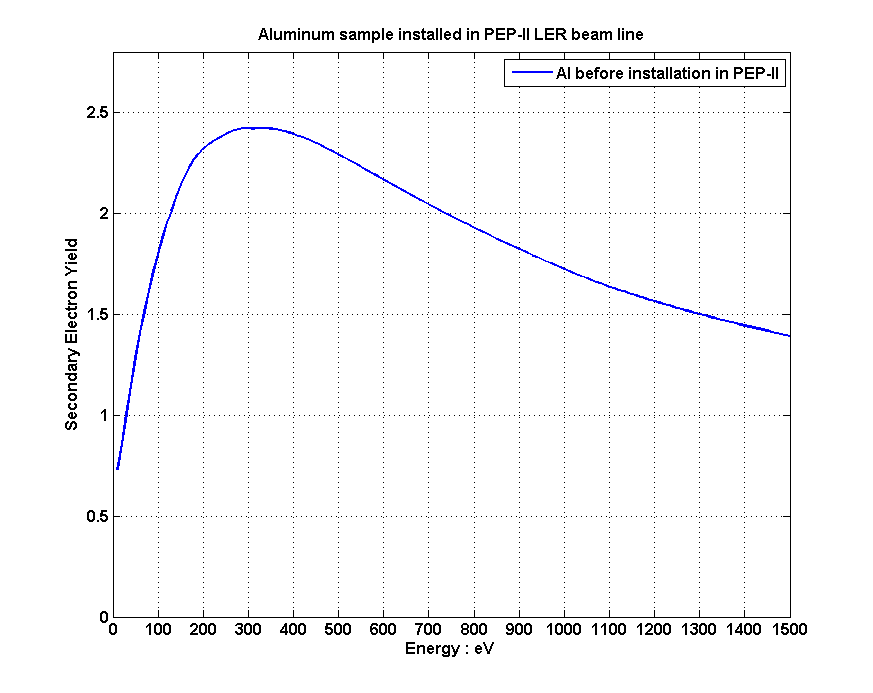 Aluminum sample installed in PEP-II LER beam line
Al before installation in PEP-II
2.5
2
1.5
1
0.5
0
Secondary Electron Yield
0 100 200 300 400 500 600 700 800 900 1000 1100 1200 1300 1400 1500
Energy : eV